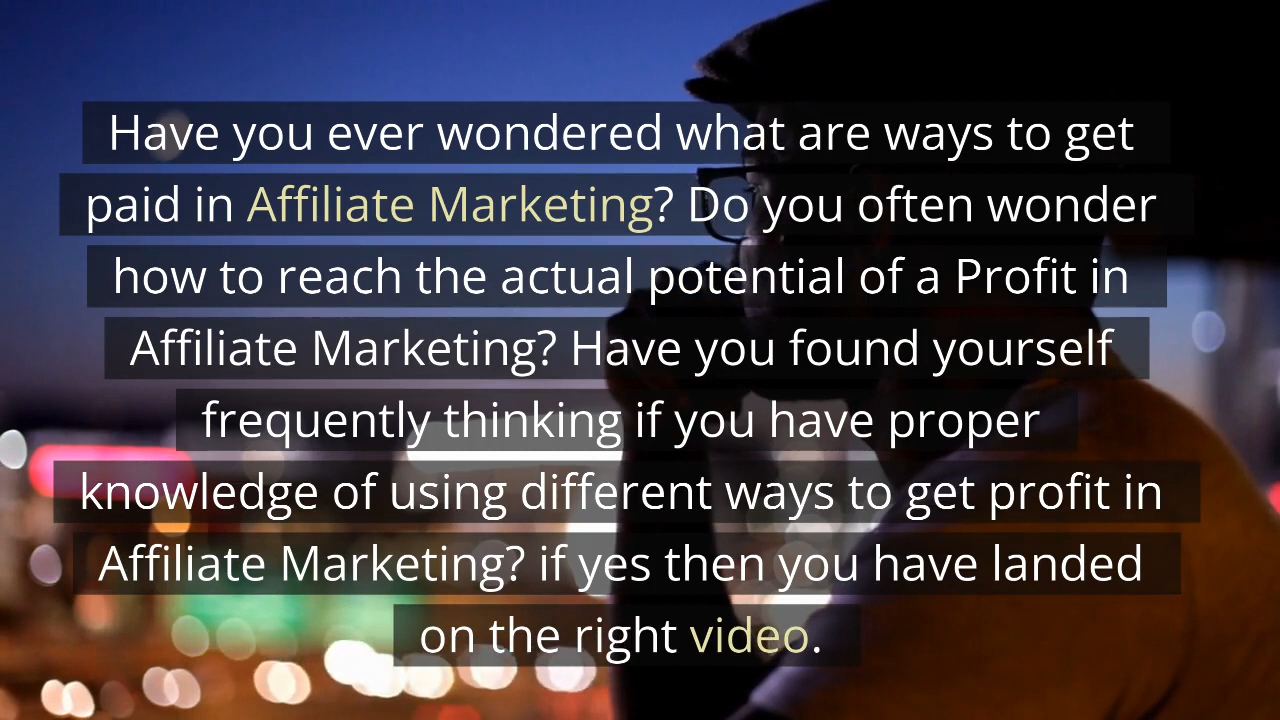 Have you ever wondered what are ways to get
paid in Affiliate Marketing? Do you often wonder
how to reach the actual potential of a Profit in
Affiliate Marketing? Have you found yourself
frequently thinking if you have proper
knowledge of using different ways to get profit in
Affiliate Marketing? if yes then you have landed
on the right video.